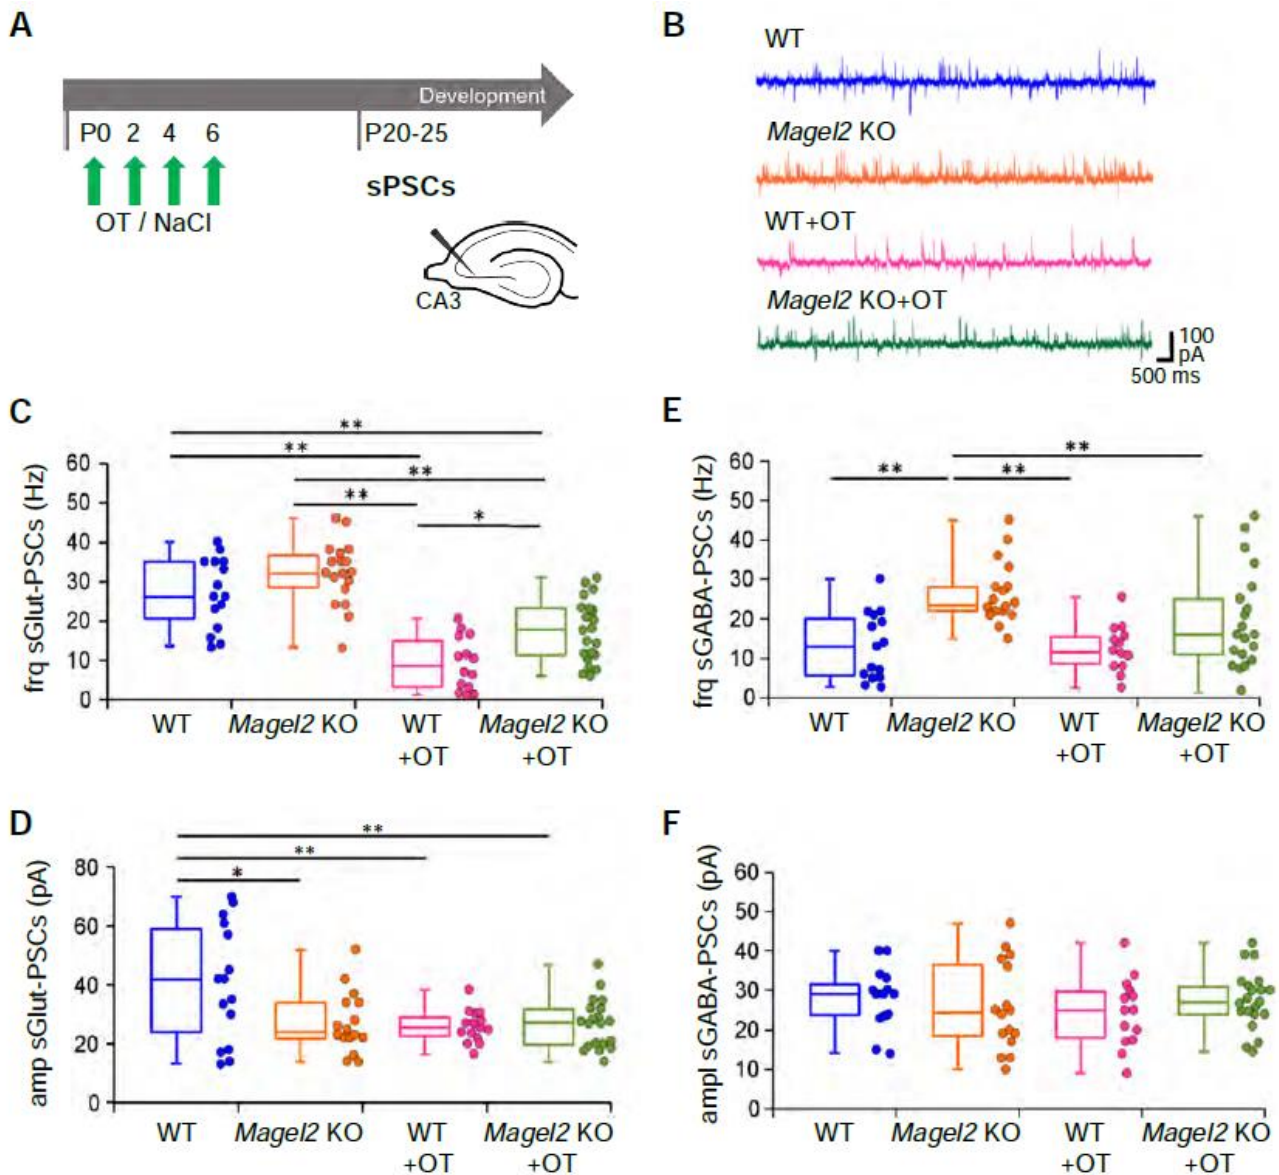 A
Development
P0 2 4 6
P20-25
OT / NaCl
sPSCs
CA3
B
WT
Magel2 KO
WT+OT
Magel2 KO+OT
100
pA
500 ms
C
frq sGlut-PSCs (Hz)
60
50
40
30
20
10
0
**
**
**
**
*
WT
Magel2 KO
WT
+OT
Magel2 KO
+OT
E
frq sGABA-PSCs (Hz)
60
50
40
30
20
10
0
**
**
**
WT
Magel2 KO
WT
+OT
Magel2 KO
+OT
D
amp sGlut-PSCs (pA)
80
60
40
20
0
**
**
*
WT
Magel2 KO
WT
+OT
Magel2 KO
+OT
F
ampl sGABA-PSCs (pA)
60
50
40
30
20
10
0
WT
Magel2 KO
WT
+OT
Magel2 KO
+OT